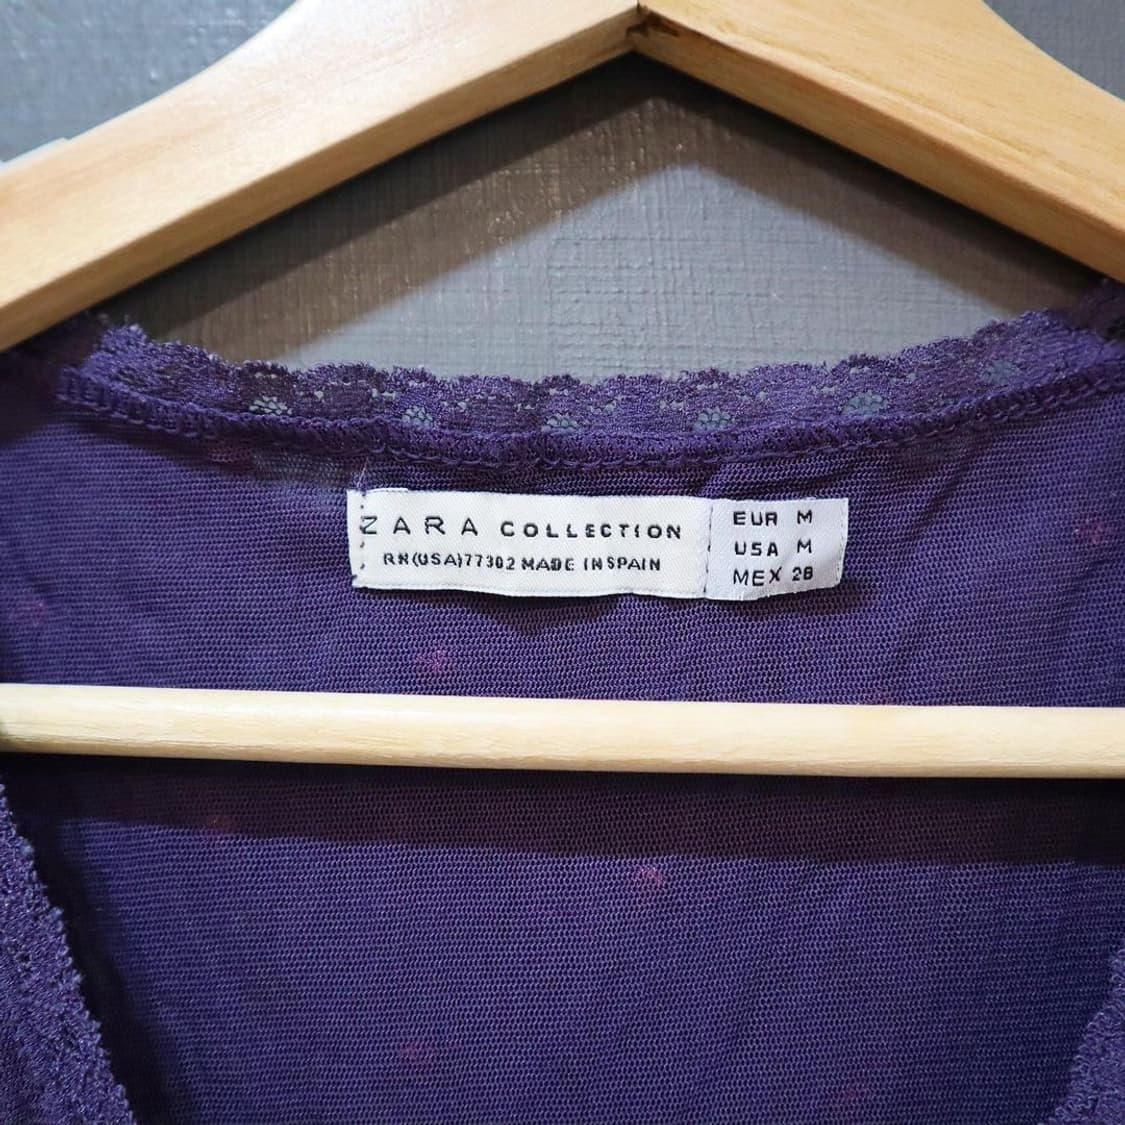 ZARA COLLECTION
RN(USA)77302 MADE IN SPAIN
EUR M
USA M
MEX 28